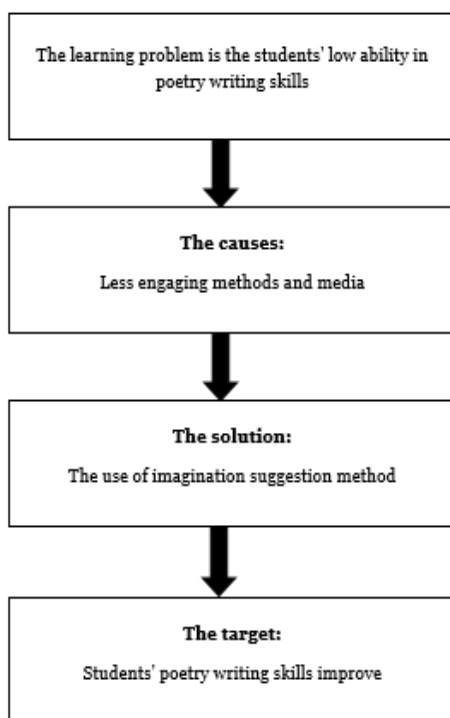 The learning problem is the students' low ability in
poetry writing skills
The causes:
Less engaging methods and media
The solution:
The use of imagination suggestion method
The target:
Students' poetry writing skills improve